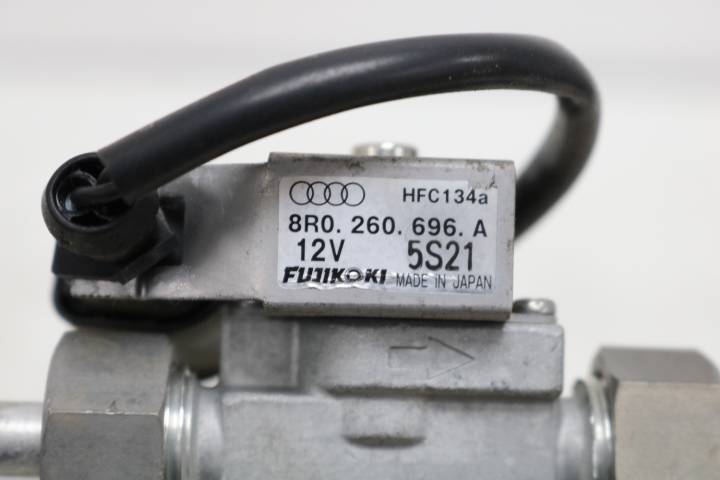 HFC134a
8R0. 260. 696. A
12V 5S21
FUJIKOKI MADE IN JAPAN